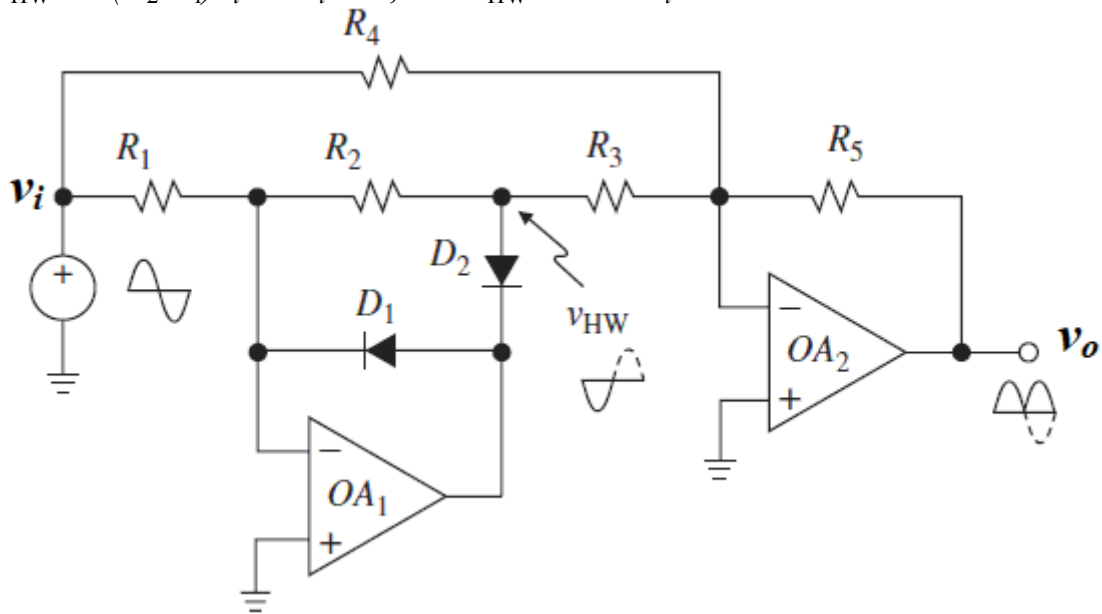 R4
R1
R2
R3
R5
vi
+
D2
D1
vHW
−
OA2
+
vo
−
OA1
+